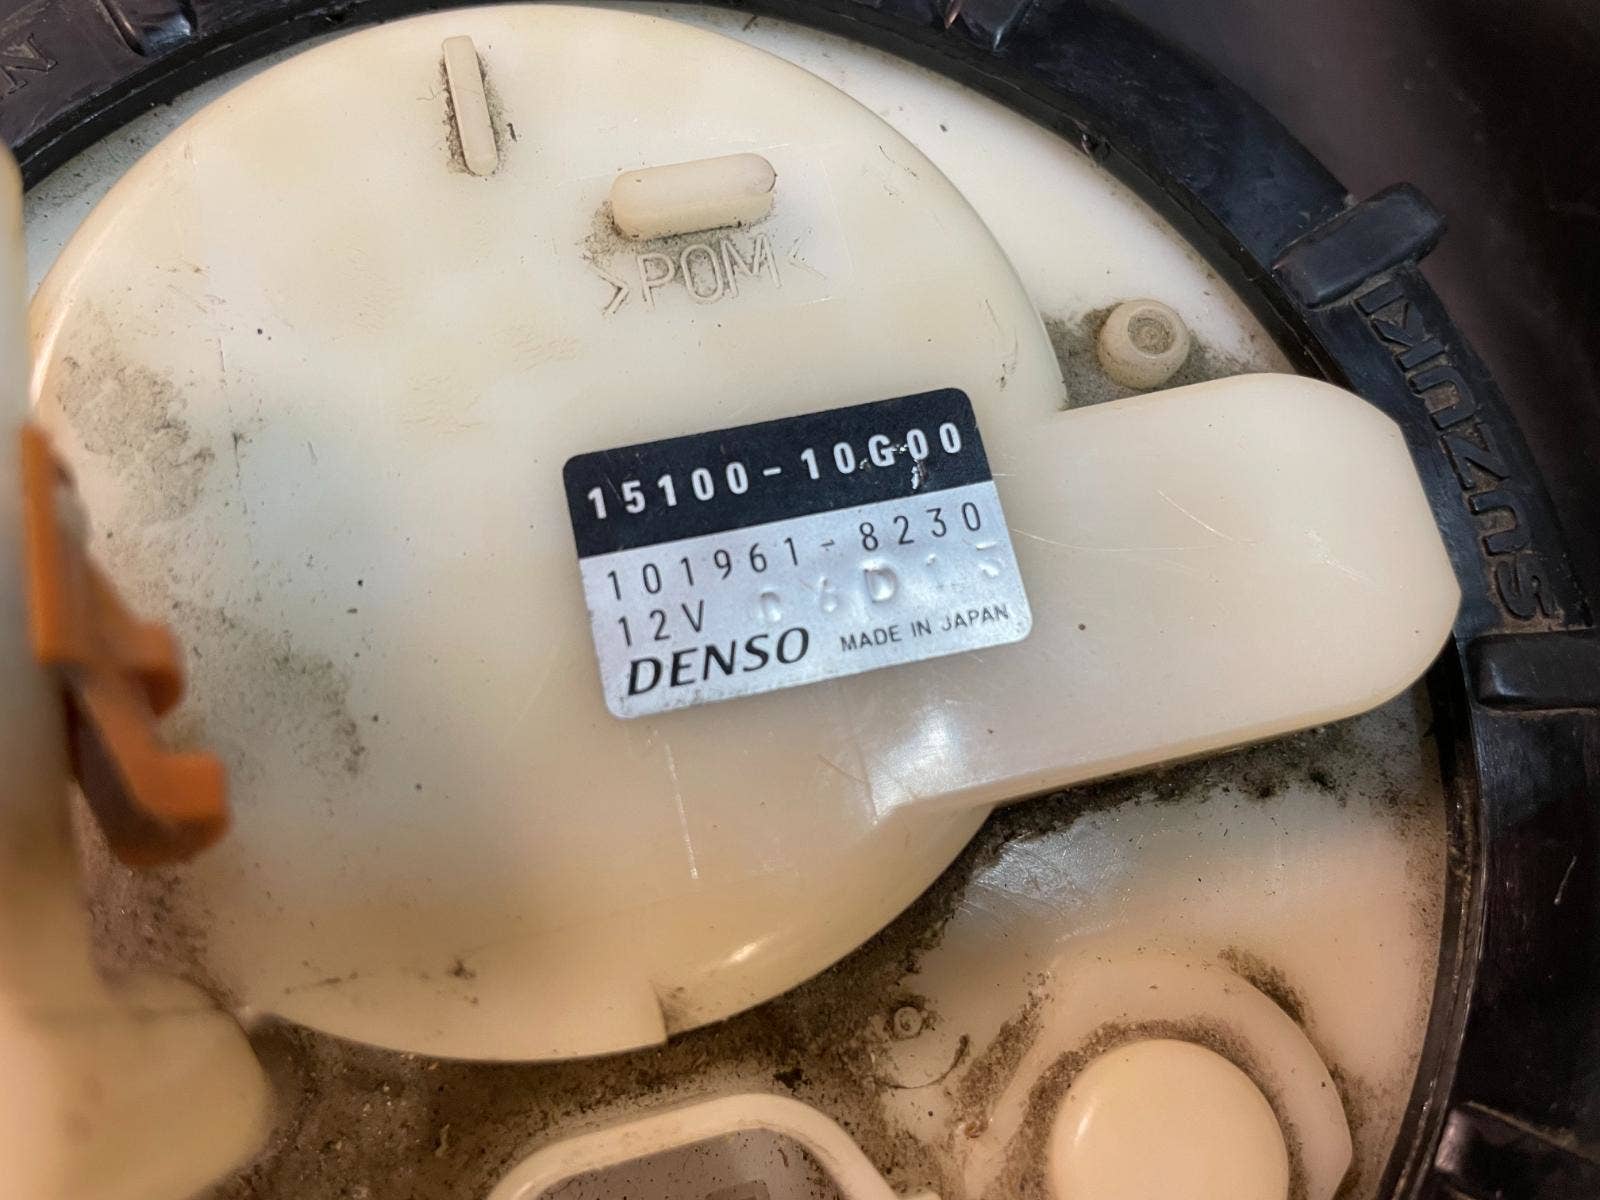 >POM<
SUZUKI
15100-10G00
101961-8230
12V
DENSO MADE IN JAPAN